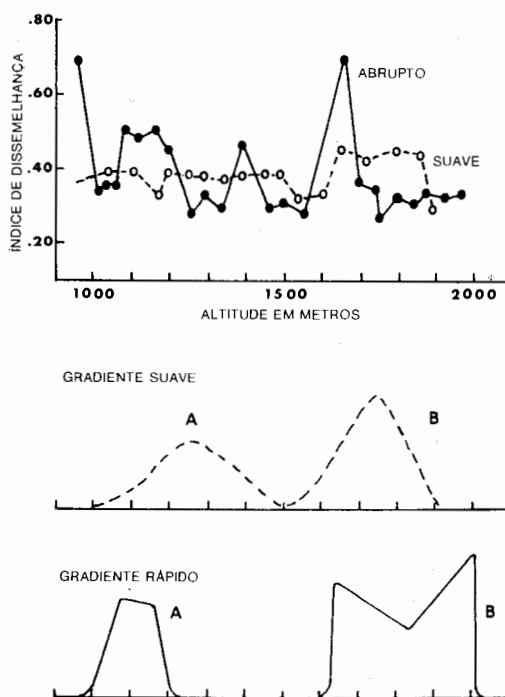 ÍNDICE DE DISSEMELHANÇA
.80
.60
.40
.20
ABRUPTO
SUAVE
1000 1500 2000
ALTITUDE EM METROS
GRADIENTE SUAVE
A B
GRADIENTE RÁPIDO
A B